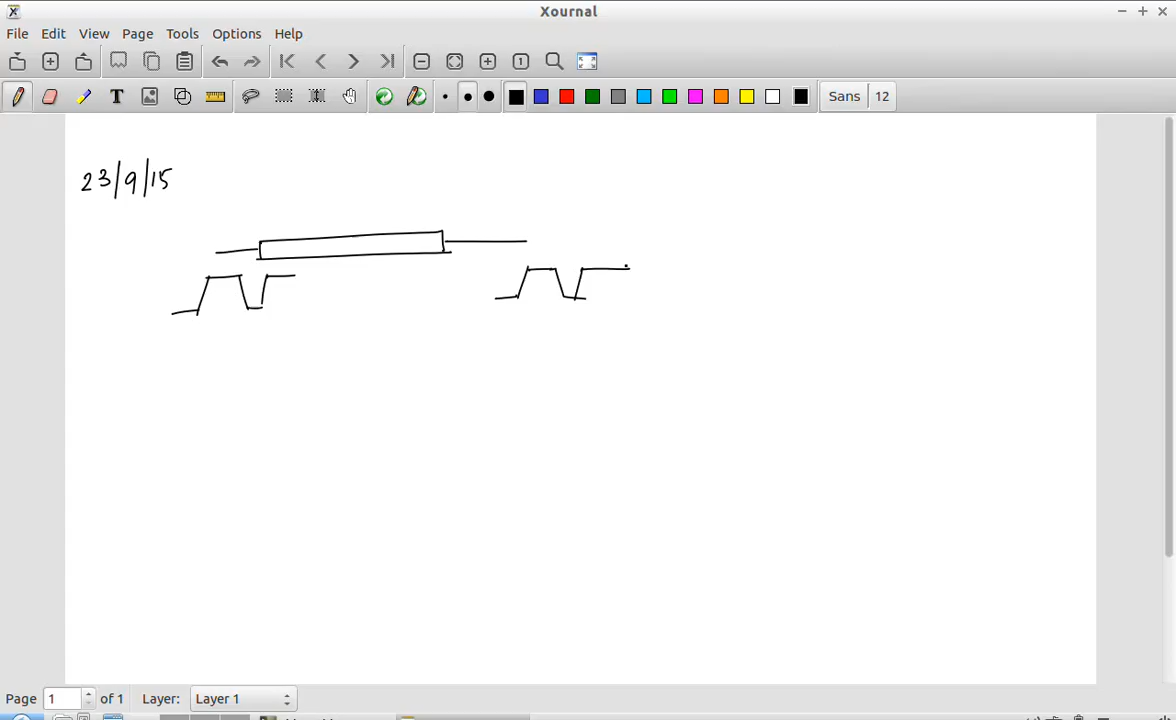 Xournal
File Edit View Page Tools Options Help
Sans 12
23/9/15
Page 1 of 1 Layer: Layer 1